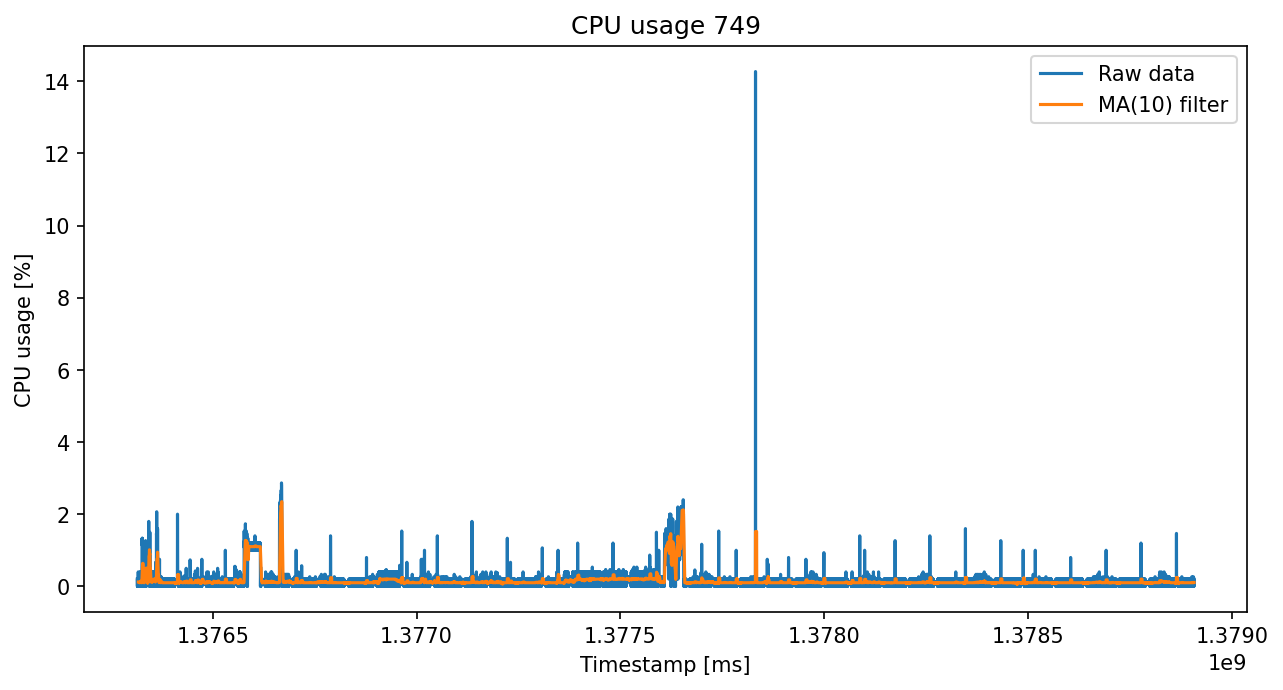 CPU usage 749
Raw data
MA(10) filter
CPU usage [%]
14
12
10
8
6
4
2
0
1.3765 1.3770 1.3775 1.3780 1.3785 1.3790
1e9
Timestamp [ms]